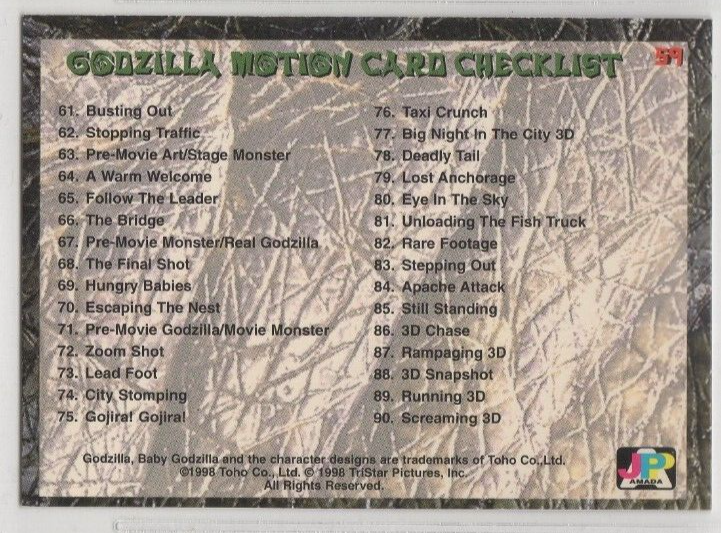 GODZILLA MOTION CARD CHECKLIST
59
61. Busting Out
62. Stopping Traffic
63. Pre-Movie Art/Stage Monster
64. A Warm Welcome
65. Follow The Leader
66. The Bridge
67. Pre-Movie Monster/Real Godzilla
68. The Final Shot
69. Hungry Babies
70. Escaping The Nest
71. Pre-Movie Godzilla/Movie Monster
72. Zoom Shot
73. Lead Foot
74. City Stomping
75. Gojira! Gojira!
76. Taxi Crunch
77. Big Night In The City 3D
78. Deadly Tail
79. Lost Anchorage
80. Eye In The Sky
81. Unloading The Fish Truck
82. Rare Footage
83. Stepping Out
84. Apache Attack
85. Still Standing
86. 3D Chase
87. Rampaging 3D
88. 3D Snapshot
89. Running 3D
90. Screaming 3D
Godzilla, Baby Godzilla and the character designs are trademarks of Toho Co.,Ltd.
©1998 Toho Co., Ltd. © 1998 TriStar Pictures, Inc.
All Rights Reserved.
JPP
AMADA